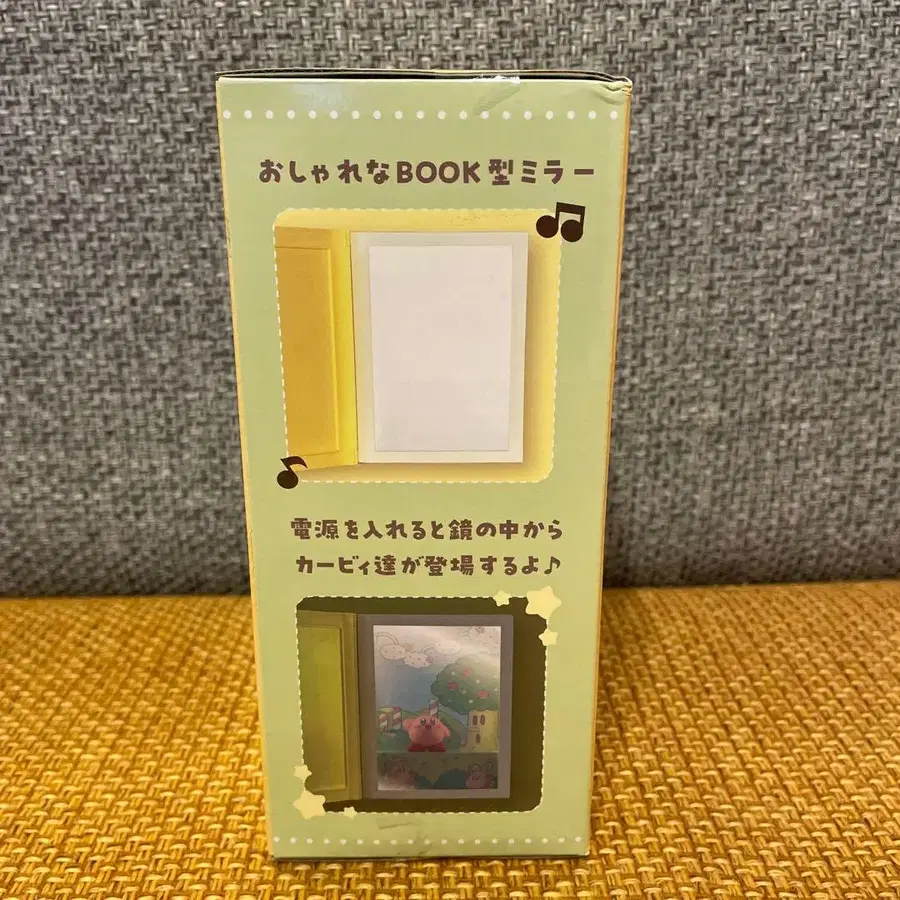 おしゃれなBOOK型ミラー
電源を入れると鏡の中から
カービィ達が登場するよ♪